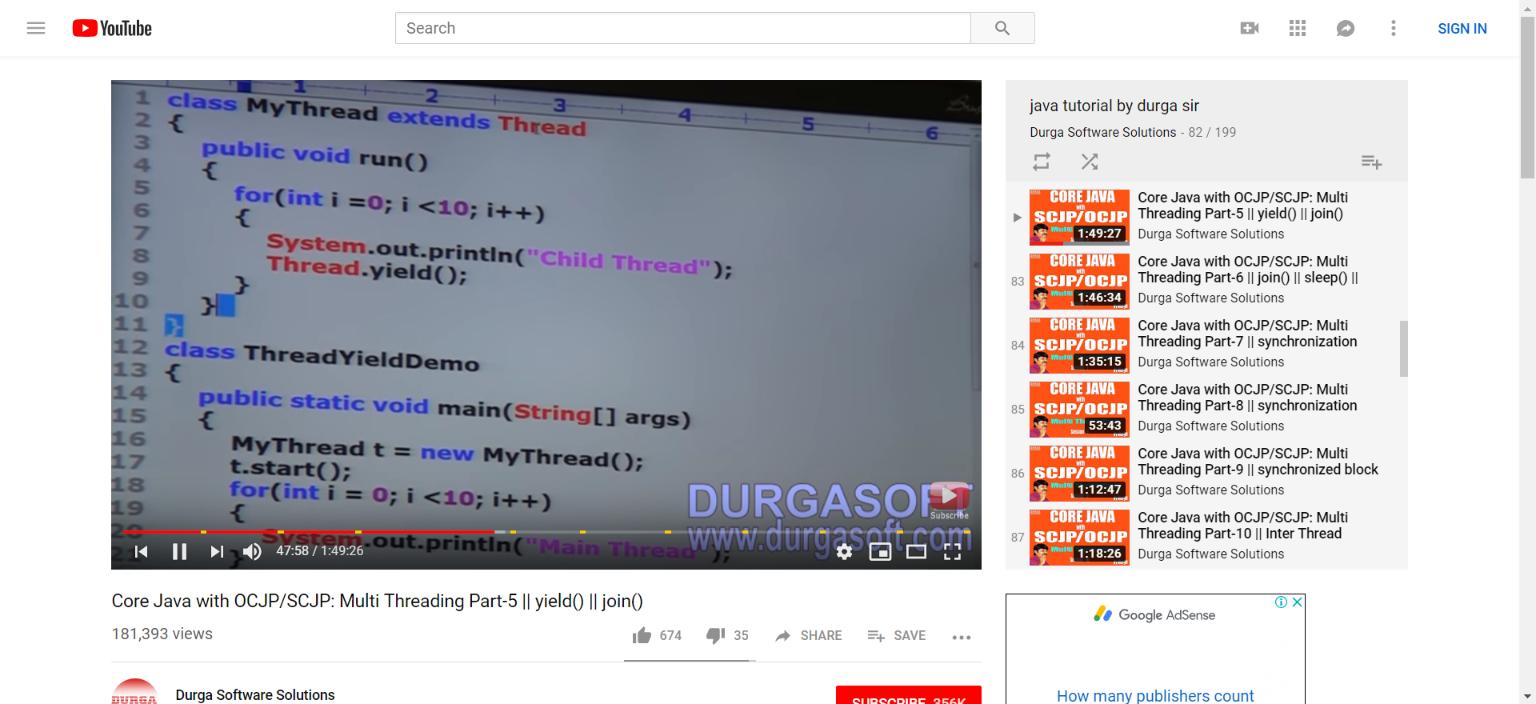 YouTube
Search
SIGN IN
1 2 3 4 5 6
1 class MyThread extends Thread
2 {
3 public void run()
4 {
5 for(int i =0; i <10; i++)
6 {
7 System.out.println("Child Thread");
8 Thread.yield();
9 }
10 }
11 }
12 class ThreadYieldDemo
13 {
14 public static void main(String[] args)
15 {
16 MyThread t = new MyThread();
17 t.start();
18 for(int i = 0; i <10; i++)
19 {
20 System.out.println("Main Thread");
21 }
DURGASOFT
www.durgasoft.com
Subscribe
47:58 / 1:49:26
Core Java with OCJP/SCJP: Multi Threading Part-5 || yield() || join()
181,393 views
674
35
SHARE
SAVE
DURGA
Durga Software Solutions
SUBSCRIBE 356K
java tutorial by durga sir
Durga Software Solutions - 82 / 199
CORE JAVA
with
SCJP/OCJP
1:49:27
Core Java with OCJP/SCJP: Multi
Threading Part-5 || yield() || join()
Durga Software Solutions
83
CORE JAVA
with
SCJP/OCJP
1:46:34
Core Java with OCJP/SCJP: Multi
Threading Part-6 || join() || sleep() ||
Durga Software Solutions
84
CORE JAVA
with
SCJP/OCJP
1:35:15
Core Java with OCJP/SCJP: Multi
Threading Part-7 || synchronization
Durga Software Solutions
85
CORE JAVA
with
SCJP/OCJP
53:43
Core Java with OCJP/SCJP: Multi
Threading Part-8 || synchronization
Durga Software Solutions
86
CORE JAVA
with
SCJP/OCJP
1:12:47
Core Java with OCJP/SCJP: Multi
Threading Part-9 || synchronized block
Durga Software Solutions
87
CORE JAVA
with
SCJP/OCJP
1:18:26
Core Java with OCJP/SCJP: Multi
Threading Part-10 || Inter Thread
Durga Software Solutions
Google AdSense
How many publishers count